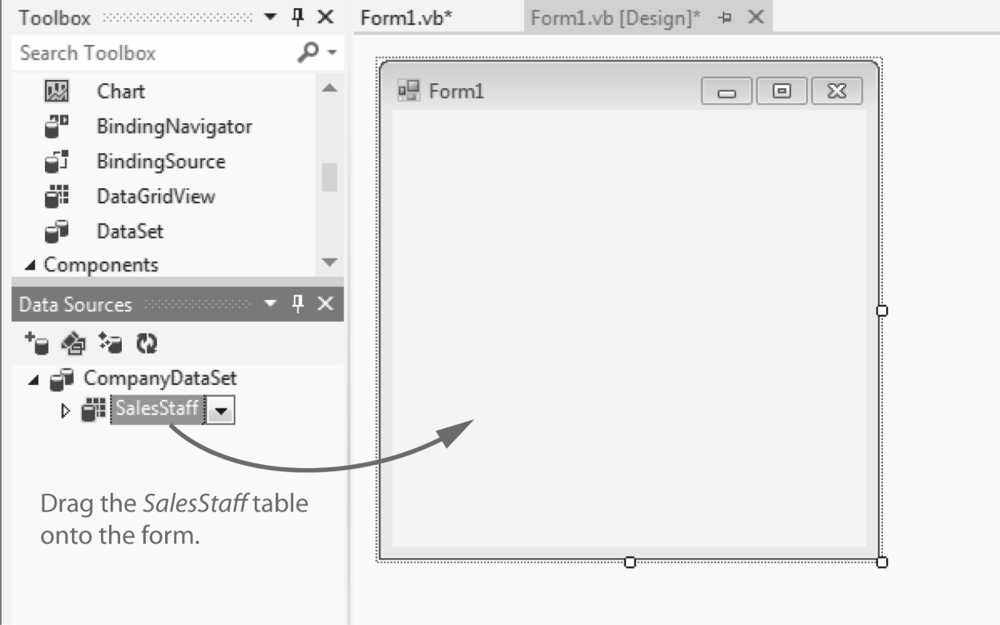 Toolbox
Form1.vb*
Form1.vb [Design]*
Search Toolbox
Chart
BindingNavigator
BindingSource
DataGridView
DataSet
Components
Form1
Data Sources
CompanyDataSet
SalesStaff
Drag the SalesStaff table
onto the form.